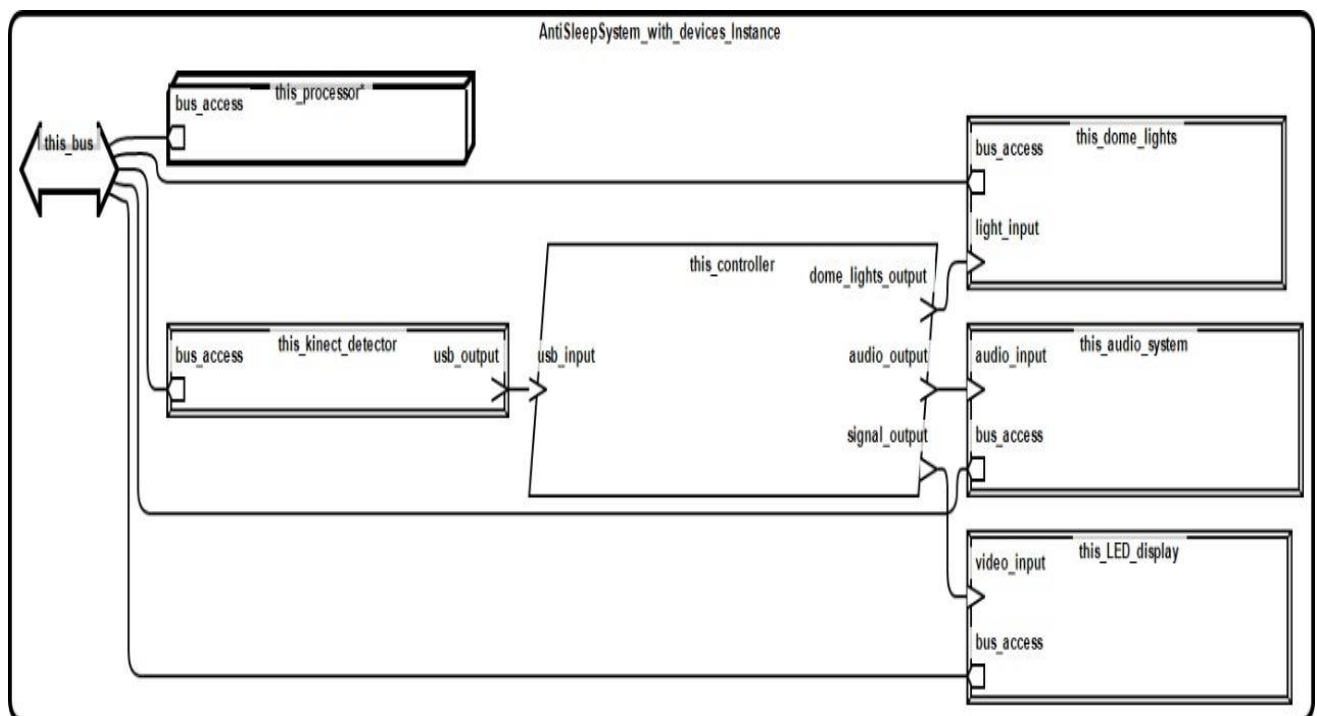 AntiSleepSystem_with_devices_Instance
this_processor*
bus_access
this_bus
this_dome_lights
bus_access
light_input
this_controller
dome_lights_output
this_kinect_detector
bus_access
usb_output
usb_input
audio_output
signal_output
this_audio_system
audio_input
bus_access
this_LED_display
video_input
bus_access